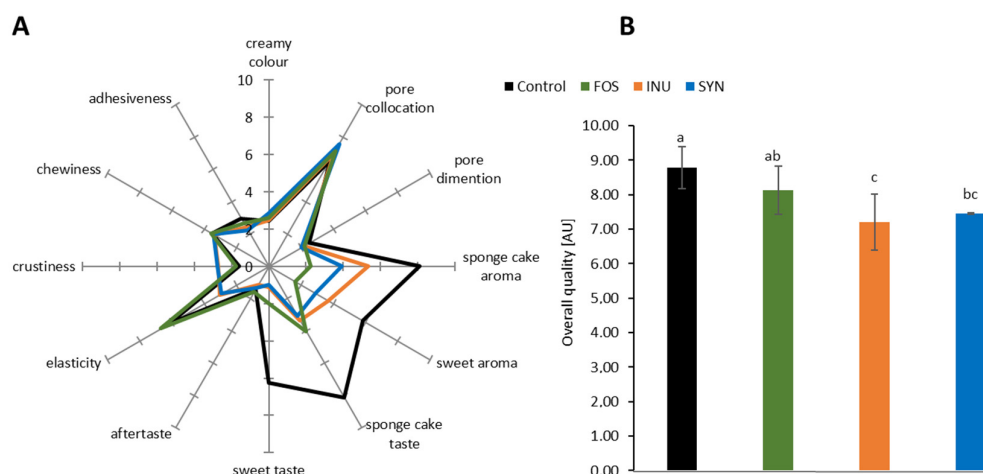 A
creamy
colour
10
8
6
4
2
0
pore
collocation
pore
dimention
sponge cake
aroma
sweet aroma
sponge cake
taste
sweet taste
aftertaste
elasticity
crustiness
chewiness
adhesiveness
B
Control FOS INU SYN
Overall quality [AU]
10.00
9.00
8.00
7.00
6.00
5.00
4.00
3.00
2.00
1.00
0.00
a
ab
c
bc